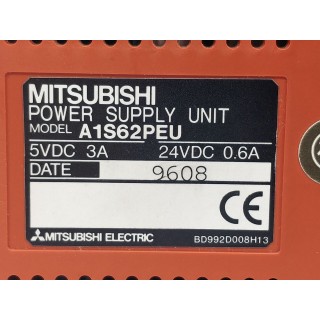 MITSUBISHI
POWER SUPPLY UNIT
MODEL A1S62PEU
5VDC 3A 24VDC 0.6A
DATE 9608
CE
MITSUBISHI ELECTRIC BD992D008H13